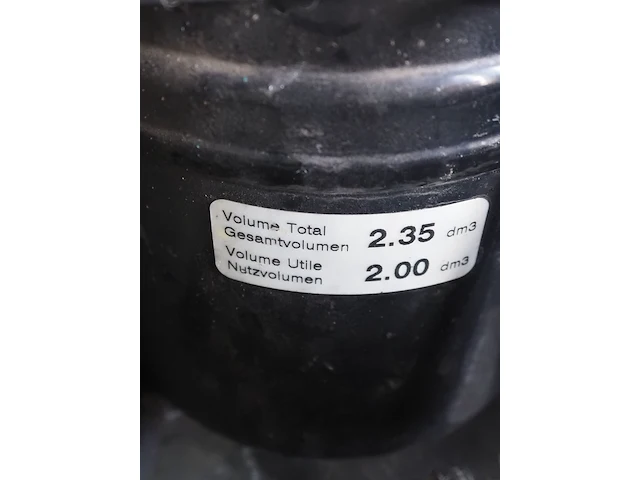 Volume Total
Gesamtvolumen 2.35 dm3
Volume Utile
Nutzvolumen 2.00 dm3